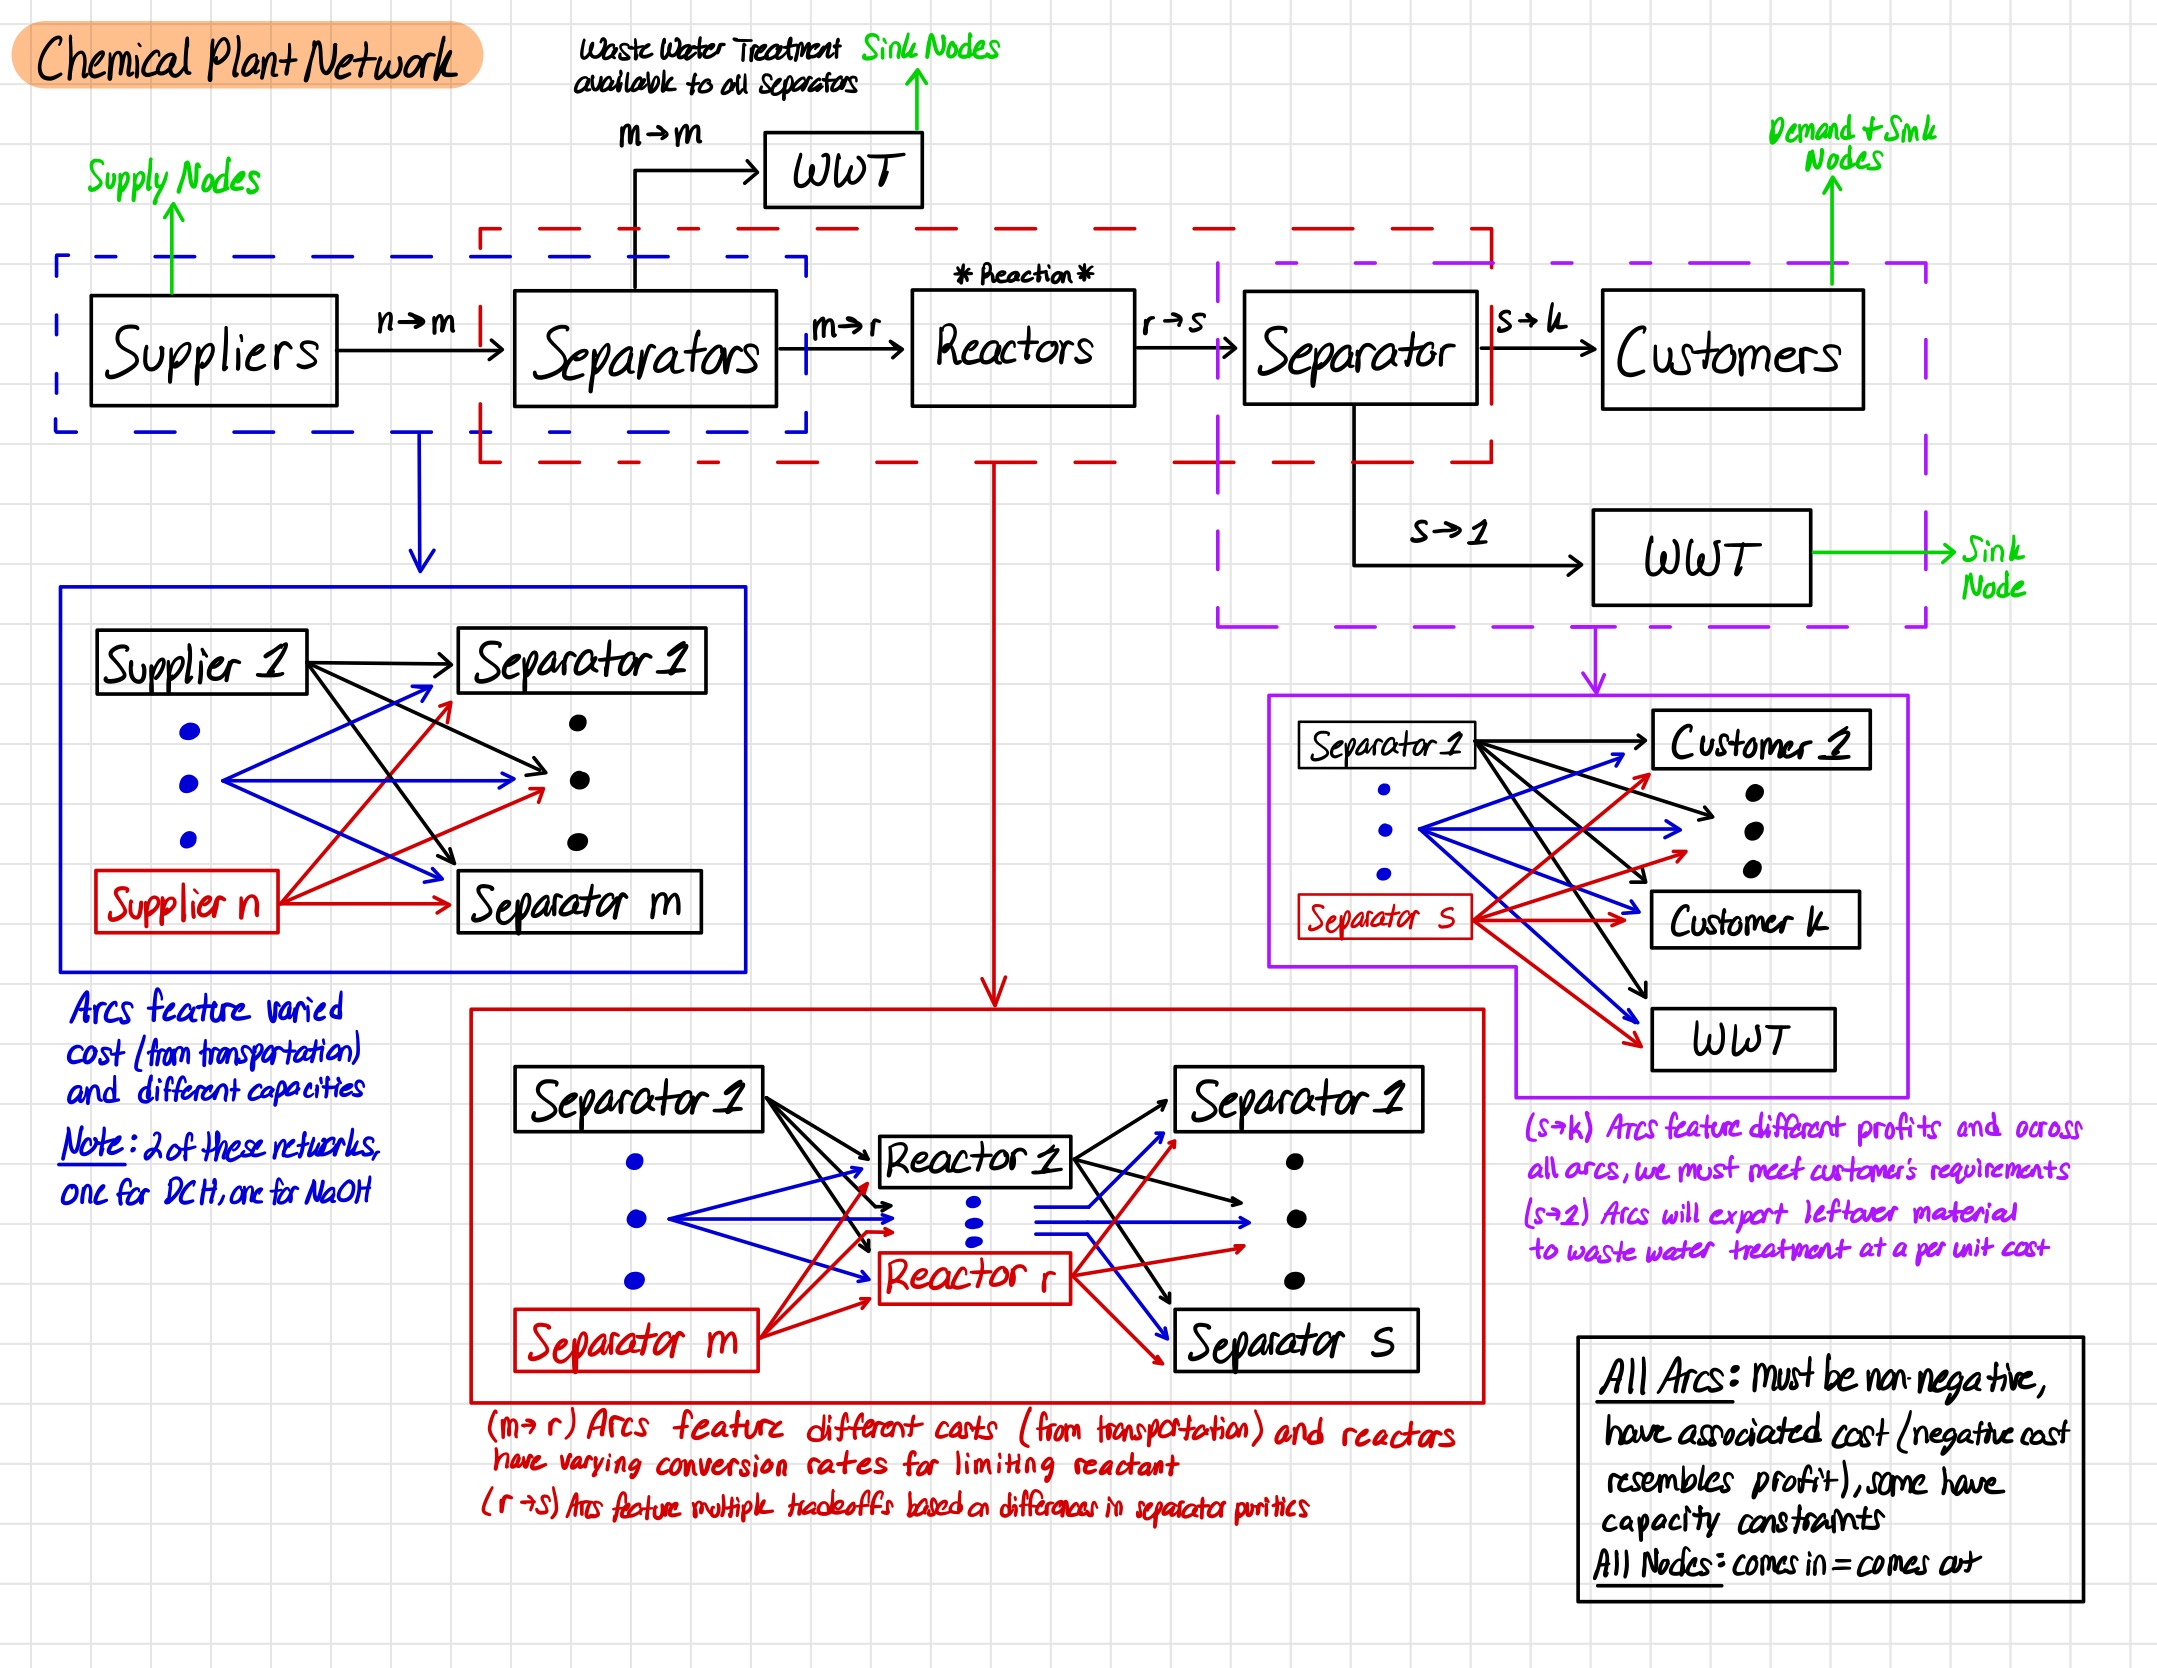 Chemical Plant Network
Waste Water Treatment
available to all separators
Sink Nodes
m→m
WWT
Supply Nodes
Demand + Sink
Nodes
Suppliers
n→m
Separators
m→r
* Reaction *
Reactors
r→s
Separator
s→k
Customers
s→1
WWT
Sink
Node
Supplier 1
Separator 1
Supplier n
Separator m
Arcs feature varied
cost (from transportation)
and different capacities
Note: 2 of these networks,
one for DCH, one for NaOH
Separator 1
Customer 1
Separator s
Customer k
WWT
(s→k) Arcs feature different profits and across
all arcs, we must meet customer's requirements
(s→1) Arcs will export leftover material
to waste water treatment at a per unit cost
Separator 1
Reactor 1
Separator 1
Reactor r
Separator m
Separator s
(m→r) Arcs feature different costs (from transportation) and reactors
have varying conversion rates for limiting reactant
(r→s) Arcs feature multiple tradeoffs based on differences in separator purities
All Arcs: must be non-negative,
have associated cost (negative cost
resembles profit), some have
capacity constraints
All Nodes: comes in = comes out